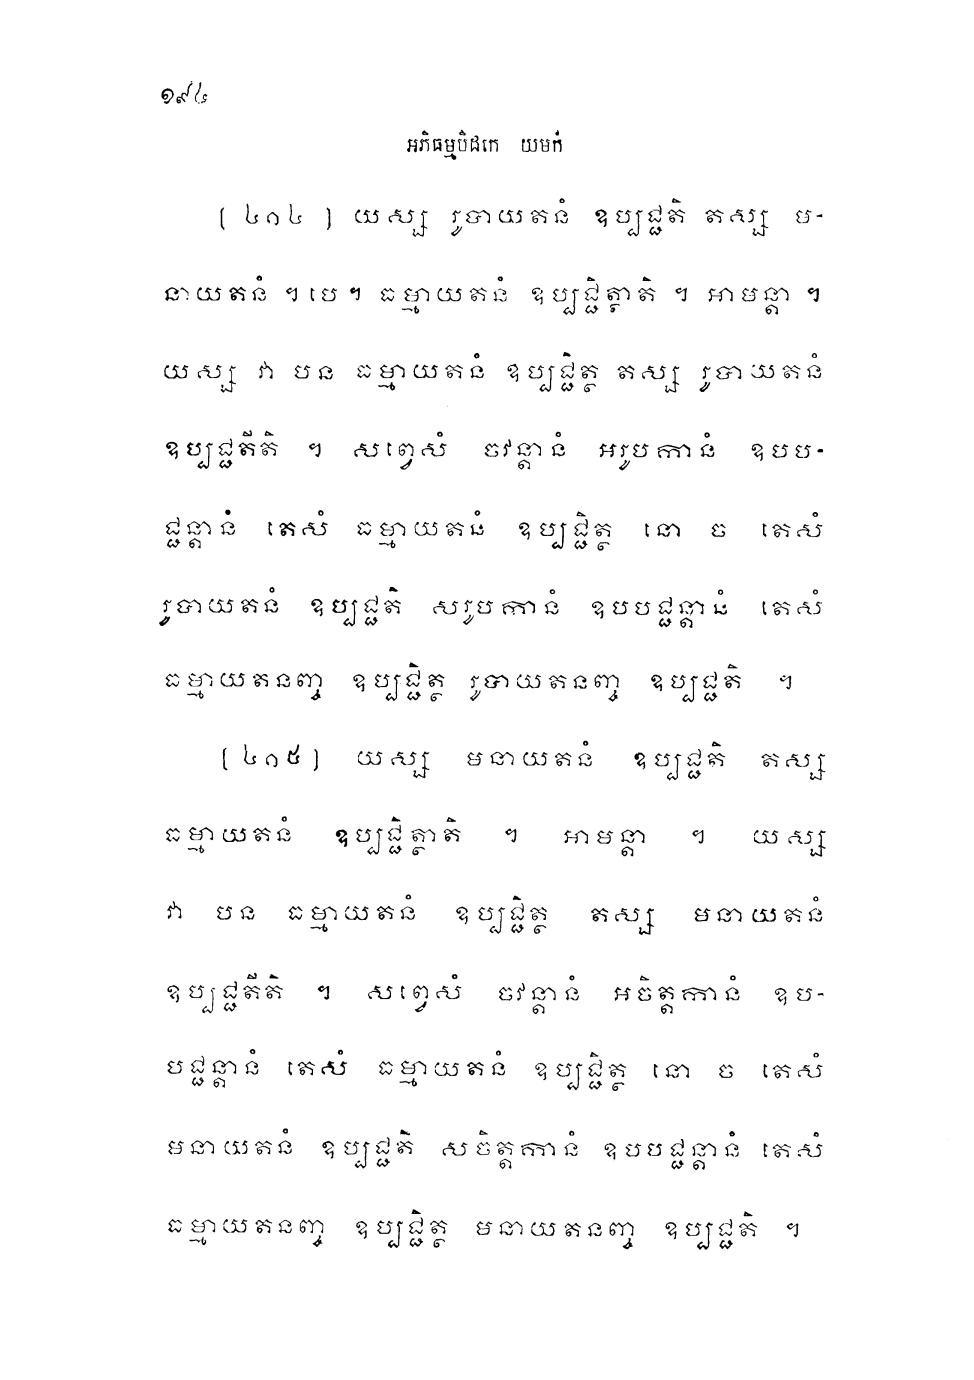 ១៩៤
អភិធម្មបិដកេ យមកំ
[ ៤០៤ ] យស្ស រូបាយតនំ ឧប្បជ្ជតិ តស្ស ម-
នាយតនំ ។ បេ ។ ធម្មាយតនំ ឧប្បជ្ជិត្ថាតិ ។ អាមន្តា ។
យស្ស វា បន ធម្មាយតនំ ឧប្បជ្ជិត្ថ តស្ស រូបាយតនំ
ឧប្បជ្ជតីតិ ។ សព្វេសំ ចវន្តានំ អរូបកានំ ឧបប-
ជ្ជន្តានំ តេសំ ធម្មាយតនំ ឧប្បជ្ជិត្ថ នោ ច តេសំ
រូបាយតនំ ឧប្បជ្ជតិ សរូបកានំ ឧបបជ្ជន្តានំ តេសំ
ធម្មាយតនញ្ច ឧប្បជ្ជិត្ថ រូបាយតនញ្ច ឧប្បជ្ជតិ ។
[ ៤០៥ ] យស្ស មនាយតនំ ឧប្បជ្ជតិ តស្ស
ធម្មាយតនំ ឧប្បជ្ជិត្ថាតិ ។ អាមន្តា ។ យស្ស
វា បន ធម្មាយតនំ ឧប្បជ្ជិត្ថ តស្ស មនាយតនំ
ឧប្បជ្ជតីតិ ។ សព្វេសំ ចវន្តានំ អចិត្តកានំ ឧប-
បជ្ជន្តានំ តេសំ ធម្មាយតនំ ឧប្បជ្ជិត្ថ នោ ច តេសំ
មនាយតនំ ឧប្បជ្ជតិ សចិត្តកានំ ឧបបជ្ជន្តានំ តេសំ
ធម្មាយតនញ្ច ឧប្បជ្ជិត្ថ មនាយតនញ្ច ឧប្បជ្ជតិ ។